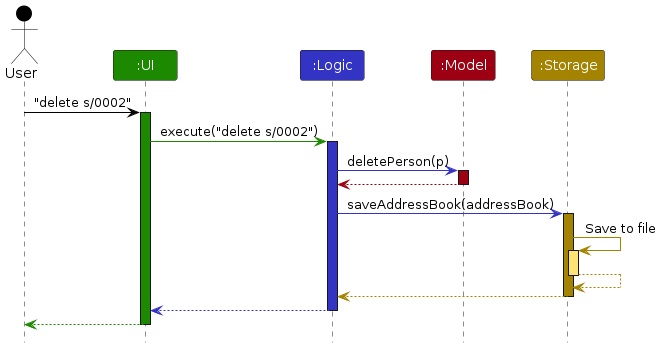 User
:UI
:Logic
:Model
:Storage
"delete s/0002"
execute("delete s/0002")
deletePerson(p)
saveAddressBook(addressBook)
Save to file